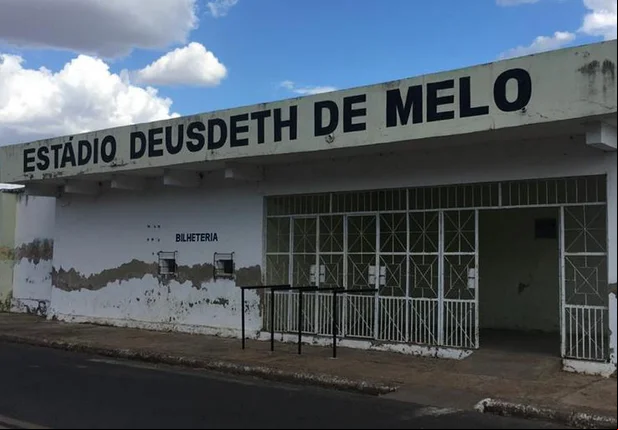 ESTÁDIO DEUSDETH DE MELO
BILHETERIA